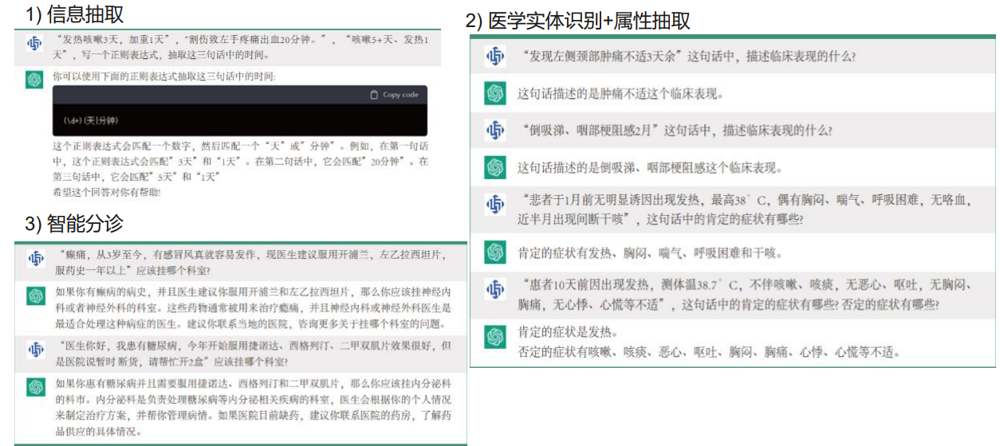 1) 信息抽取
“发热咳嗽3天，加重1天”，“割伤致左手疼痛出血20分钟。”，“咳嗽5+天、发热1
天”，写一个正则表达式，抽取这三句话中的时间。
你可以使用下面的正则表达式抽取这三句话中的时间:
Copy code
(\d+) (天|分钟)
这个正则表达式会匹配一个数字，然后匹配一个“天”或”分钟”。例如，在第一句话
中，这个正则表达式会匹配”3天”和“1天”。在第二句话中，它会匹配”20分钟”。在
第三句话中，它会匹配”5天”和“1天”
希望这个回答对你有帮助!
3) 智能分诊
“癫痫，从3岁至今，有感冒风真就容易发作，现医生建议服用开浦兰，左乙拉西坦片，
服药史一年以上”应该挂哪个科室?
如果你有癫痫的病史，并且医生建议你服用开浦兰和左乙拉西坦片，那么你应该挂神经内
科或者神经外科的科室。这些药物通常被用来治疗癫痫，并且神经内科或神经外科医生是
最适合处理这种病症的医生。建议你联系当地的医院，咨询更多关于挂哪个科室的问题。
“医生你好，我患有糖尿病，今年开始服用捷诺达、西格列汀、二甲双肌片效果很好，但
是医院说暂时 断货，请帮忙开2盒”应该挂哪个科室?
如果你惠有糖尿病并且需要服用捷诺达、西格列汀和二甲双肌片，那么你应该挂内分泌科
的科市。内分泌科是负责处理糖尿病等内分泌相关疾病的科室，医生会根据你的个人情况
来制定治疗方案，并帮你管理病情。如果医院目前缺药，建议你联系医院的药房，了解药
品供应的具体情况。
2) 医学实体识别+属性抽取
“发现左侧颈部肿痛不适3天余”这句话中，描述临床表现的什么?
这句话描述的是肿痛不适这个临床表现。
“倒吸涕、咽部梗阻感2月”这句话中，描述临床表现的什么?
这句话描述的是倒吸涕、咽部梗阻感这个临床表现。
“悲者于1月前无明显诱因出现发热，最高38°C，偶有胸闷、喘气、呼吸困难，无咯血，
近半月出现间断干咳”，这句话中的肯定的症状有哪些?
肯定的症状有发热、胸闷、喘气、呼吸困难和干咳。
“惠者10天前因出现发热，测体温38.7°C，不伴咳嗽、咳痰，无恶心、呕吐，无胸闷、
胸痛，无心悸、心慌等不适”，这句话中的肯定的症状有哪些? 否定的症状有哪些?
肯定的症状是发热。
否定的症状有咳嗽、咳痰、恶心、呕吐、胸闷、胸痛、心悸、心慌等不适。